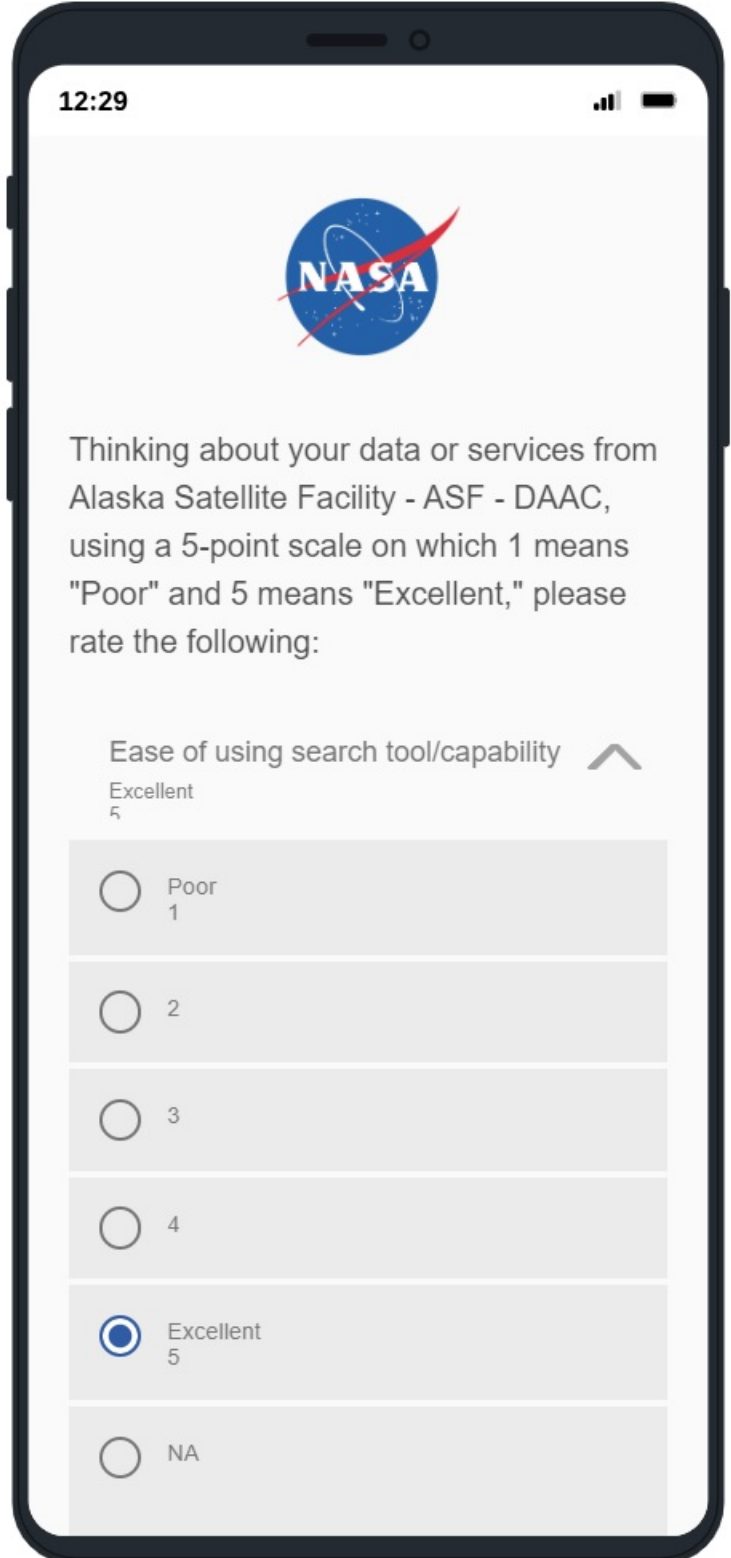 12:29
NASA
Thinking about your data or services from
Alaska Satellite Facility - ASF - DAAC,
using a 5-point scale on which 1 means
"Poor" and 5 means "Excellent," please
rate the following:
Ease of using search tool/capability
Excellent
5
Poor
1
2
3
4
Excellent
5
NA